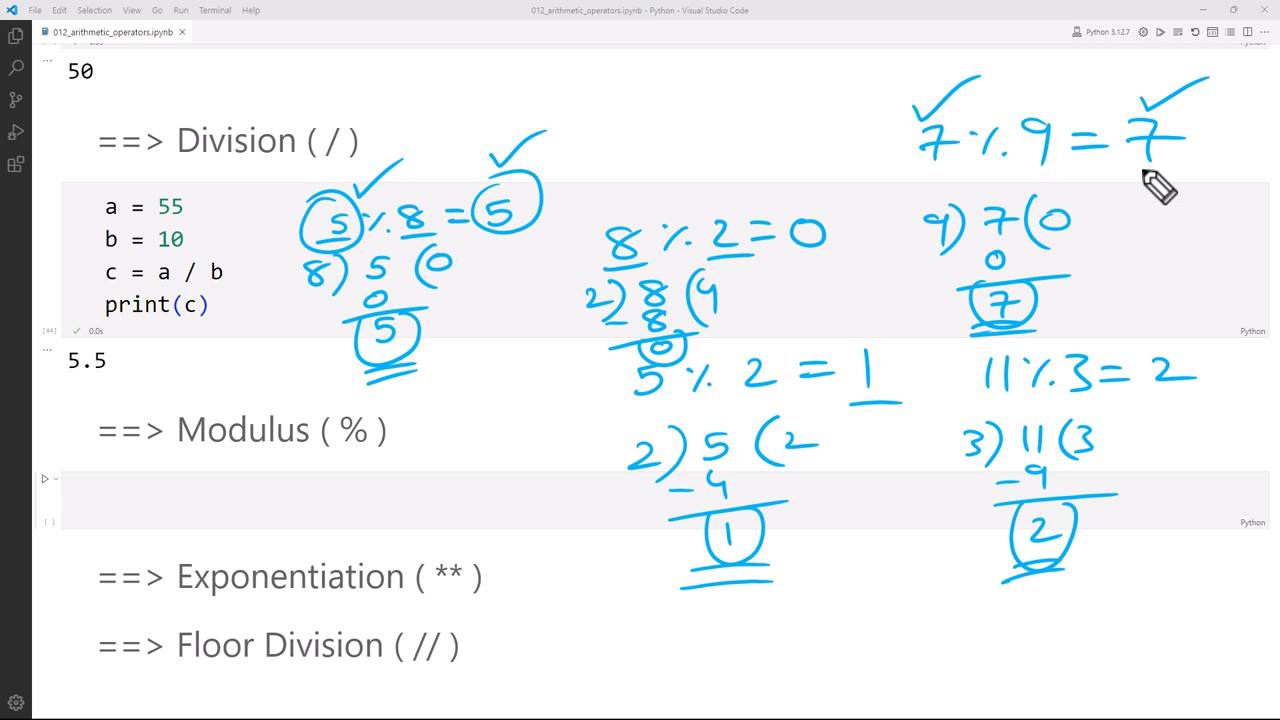 File Edit Selection View Go Run Terminal Help
012_arithmetic_operators.ipynb - Python - Visual Studio Code
012_arithmetic_operators.ipynb
Python 3.12.7
50
==> Division ( / )
7 % 9 = 7
9) 7 (0
0
7
a = 55
b = 10
c = a / b
print(c)
[44] 0.0s
Python
5 % 8 = 5
8) 5 (0
0
5
8 % 2 = 0
2) 8 (4
- 8
0
5.5
5 % 2 = 1
2) 5 (2
- 4
1
11 % 3 = 2
3) 11 (3
- 9
2
==> Modulus ( % )
[ ]
Python
==> Exponentiation ( ** )
==> Floor Division ( // )